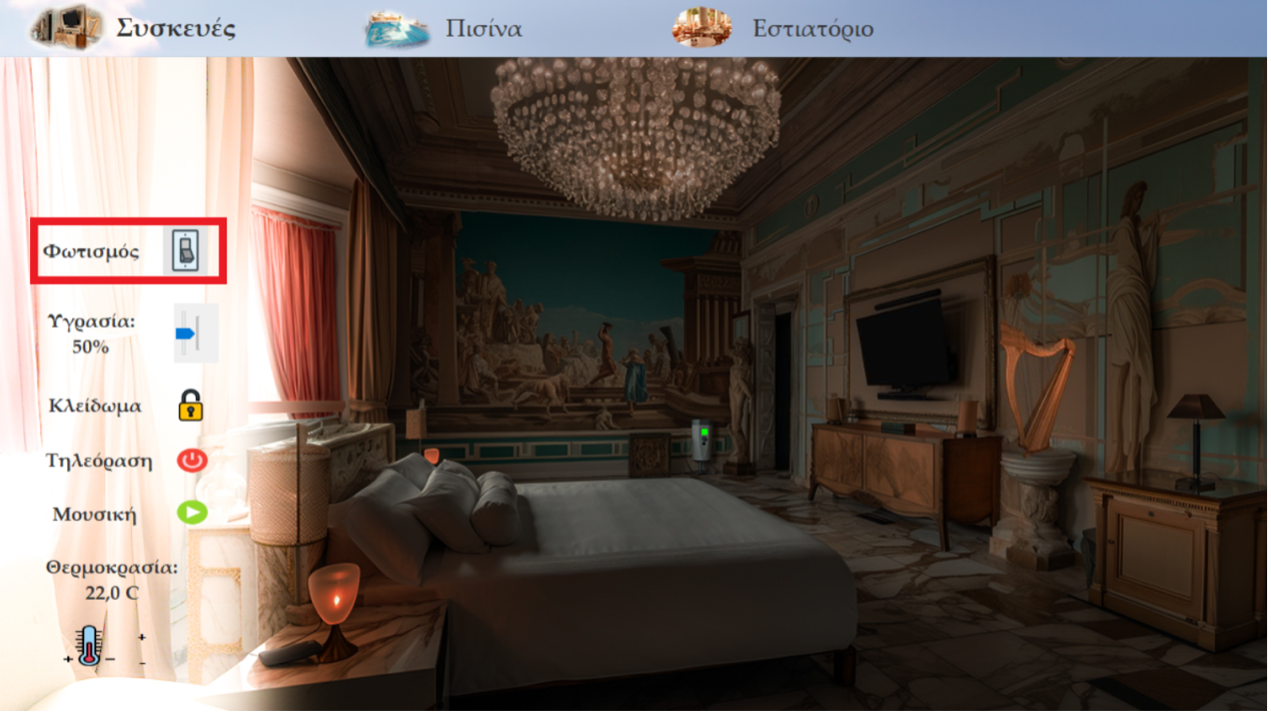 Συσκευές
Πισίνα
Εστιατόριο
Φωτισμός
Υγρασία:
50%
Κλείδωμα
Τηλεόραση
Μουσική
Θερμοκρασία:
22,0 C
+
+ –
-